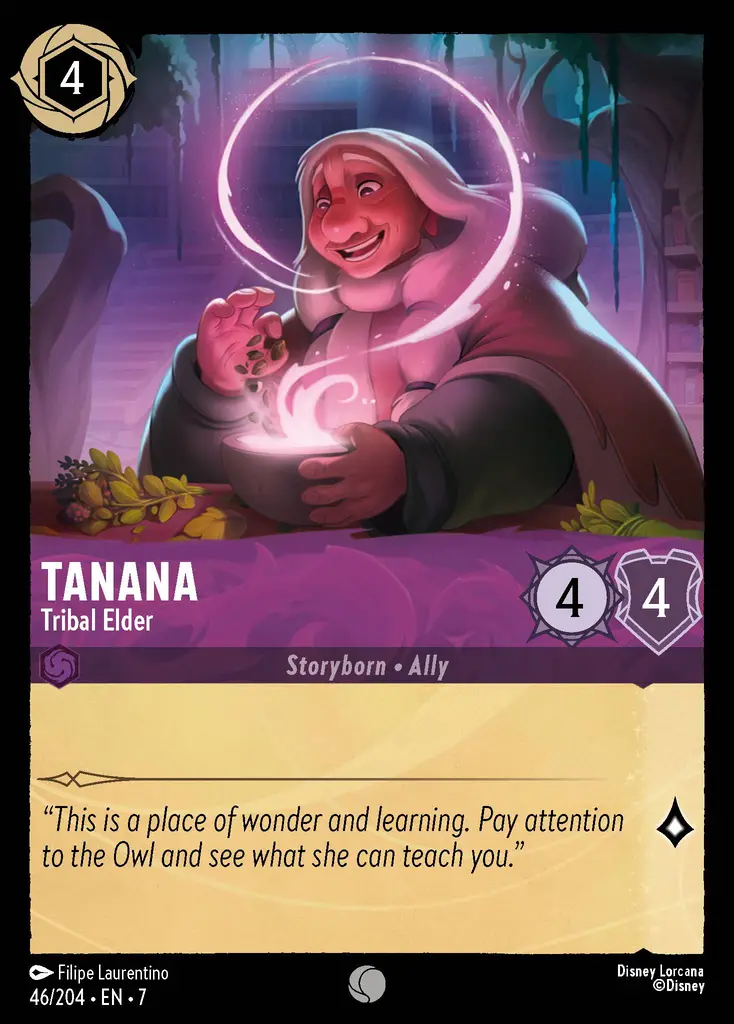 4
TANANA
Tribal Elder
4
4
Storyborn • Ally
“This is a place of wonder and learning. Pay attention
to the Owl and see what she can teach you.”
Filipe Laurentino
46/204 • EN • 7
Disney Lorcana
©Disney